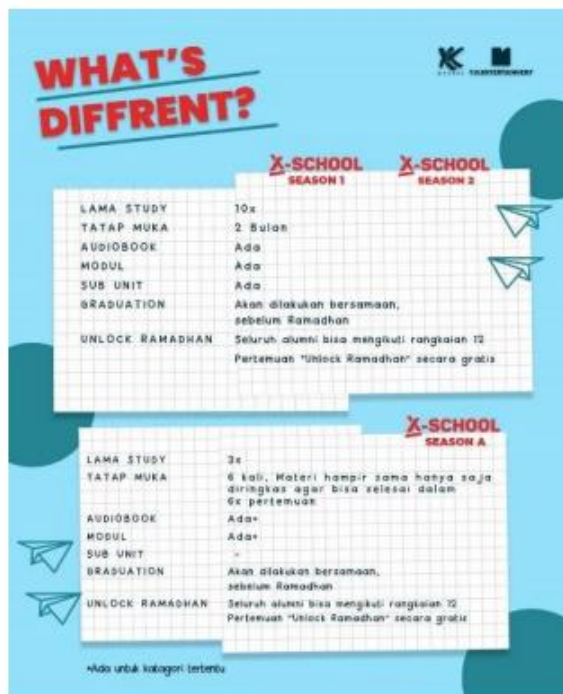 WHAT'S
DIFFRENT?
X-SCHOOL
SEASON 1
X-SCHOOL
SEASON 2
LAMA STUDY 10x
TATAP MUKA 2 Bulan
AUDIOBOOK Ada
MODUL Ada
SUB UNIT Ada
GRADUATION Akan dilakukan bersamaan,
sebelum Ramadhan
UNLOCK RAMADHAN Seluruh alumni bisa mengikuti rangkaian 12
Pertemuan "Unlock Ramadhan" secara gratis
X-SCHOOL
SEASON A
LAMA STUDY 3x
TATAP MUKA 6 kali, Materi hampir sama hanya saja
diringkas agar bisa selesai dalam
6x pertemuan
AUDIOBOOK Ada*
MODUL Ada*
SUB UNIT -
GRADUATION Akan dilakukan bersamaan,
sebelum Ramadhan
UNLOCK RAMADHAN Seluruh alumni bisa mengikuti rangkaian 12
Pertemuan "Unlock Ramadhan" secara gratis
*Ada untuk katagori tertentu